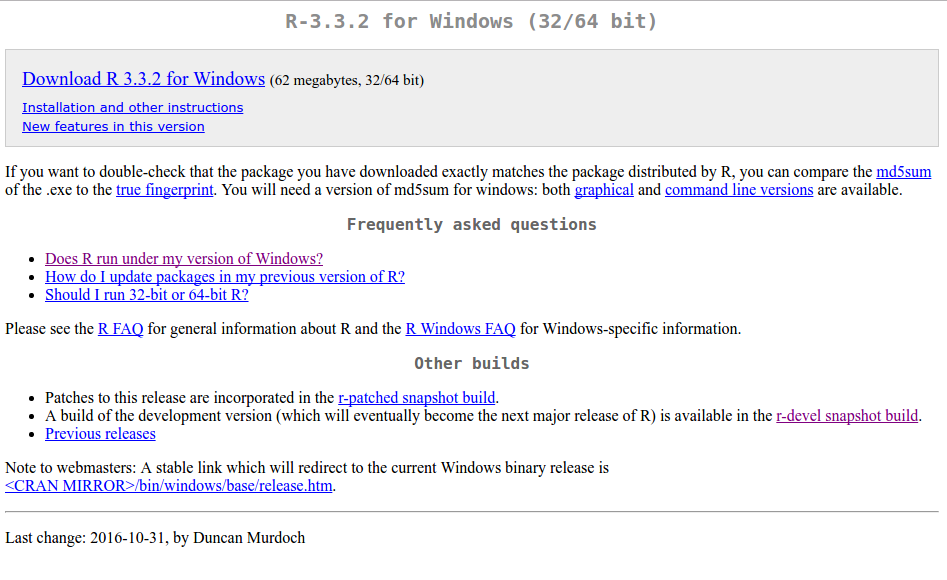 R-3.3.2 for Windows (32/64 bit)
Download R 3.3.2 for Windows (62 megabytes, 32/64 bit)
Installation and other instructions
New features in this version
If you want to double-check that the package you have downloaded exactly matches the package distributed by R, you can compare the md5sum
of the .exe to the true fingerprint. You will need a version of md5sum for windows: both graphical and command line versions are available.
Frequently asked questions
• Does R run under my version of Windows?
• How do I update packages in my previous version of R?
• Should I run 32-bit or 64-bit R?
Please see the R FAQ for general information about R and the R Windows FAQ for Windows-specific information.
Other builds
• Patches to this release are incorporated in the r-patched snapshot build.
• A build of the development version (which will eventually become the next major release of R) is available in the r-devel snapshot build.
• Previous releases
Note to webmasters: A stable link which will redirect to the current Windows binary release is
<CRAN MIRROR>/bin/windows/base/release.htm.
Last change: 2016-10-31, by Duncan Murdoch